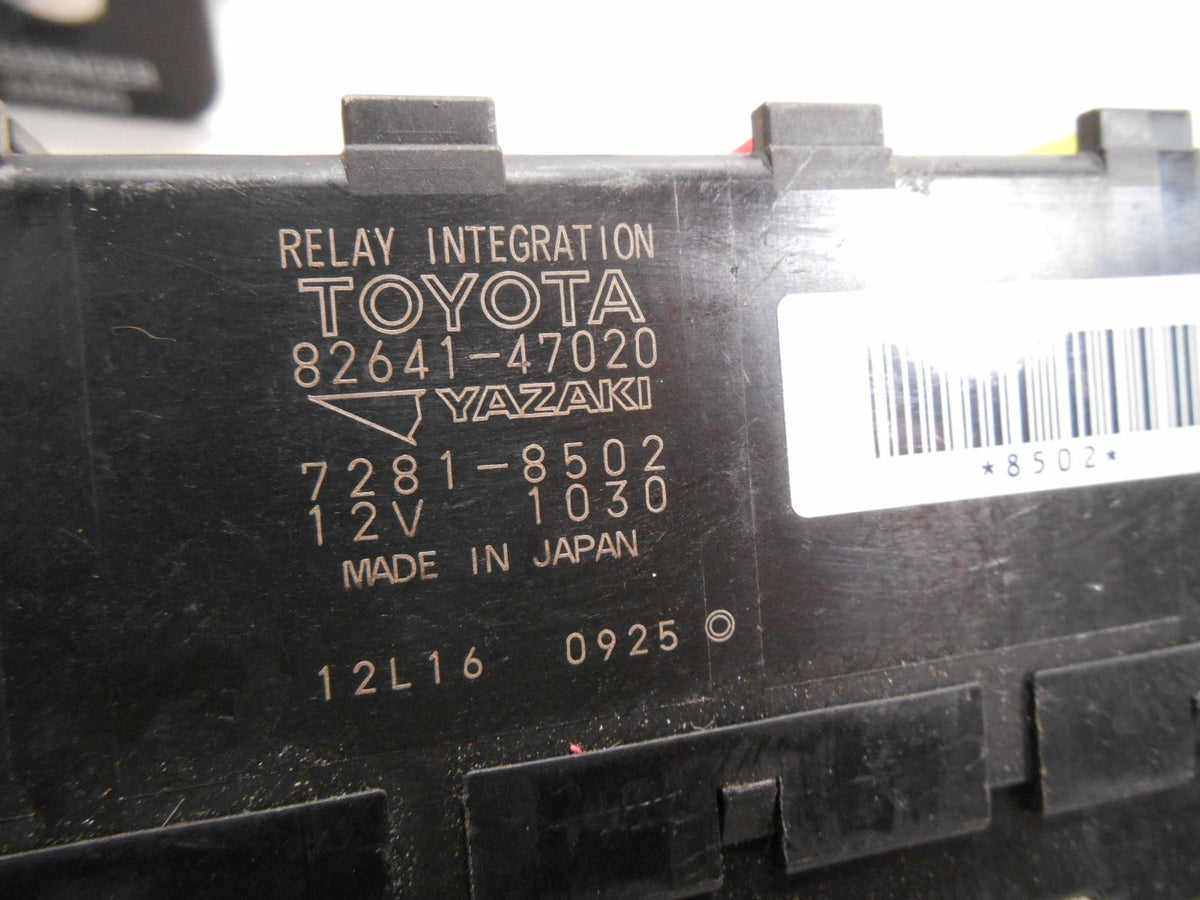 RELAY INTEGRATION
TOYOTA
82641-47020
YAZAKI
7281-8502
12V 1030
MADE IN JAPAN
12L16 0925
*8502*